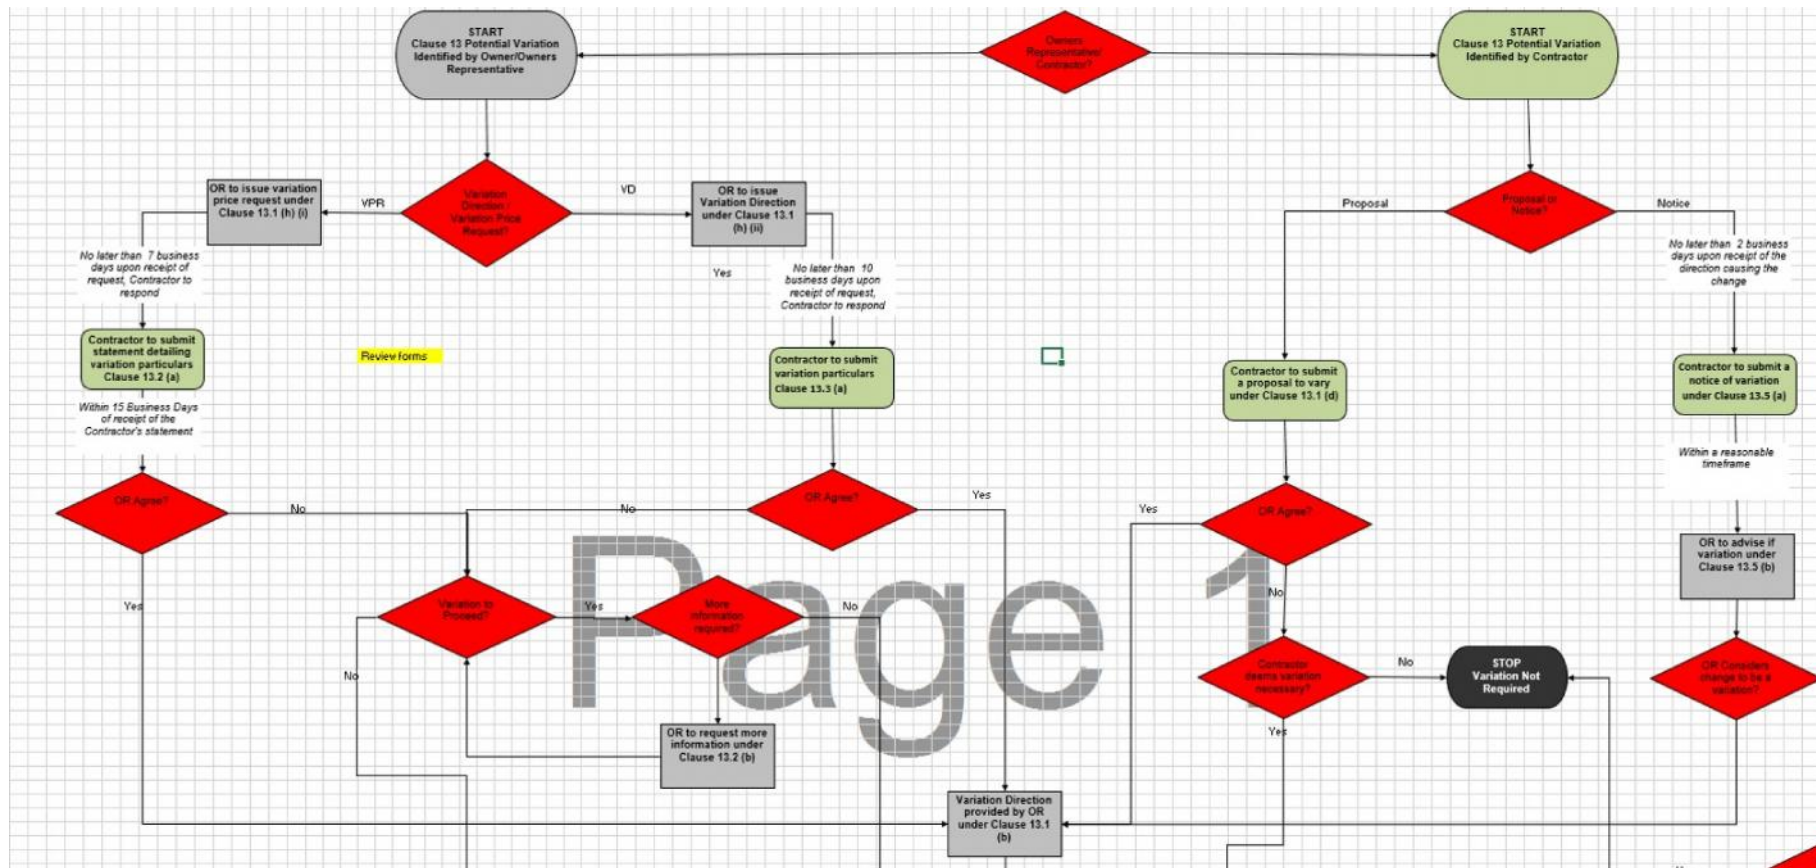 START
Clause 13 Potential Variation
Identified by Owner/Owners
Representative
Owners
Representative/
Contractor?
START
Clause 13 Potential Variation
Identified by Contractor
OR to issue variation
price request under
Clause 13.1 (h) (i)
VPR
Variation
Direction /
Variation Price
Request?
VD
OR to issue
Variation Direction
under Clause 13.1
(h) (ii)
Proposal
Proposal or
Notice?
Notice
No later than 7 business
days upon receipt of
request, Contractor to
respond
Yes
No later than 10
business days upon
receipt of request,
Contractor to respond
No later than 2 business
days upon receipt of the
direction causing the
change
Contractor to submit
statement detailing
variation particulars
Clause 13.2 (a)
Review forms
Contractor to submit
variation particulars
Clause 13.3 (a)
Contractor to submit
a proposal to vary
under Clause 13.1 (d)
Contractor to submit a
notice of variation
under Clause 13.5 (a)
Within 15 Business Days
of receipt of the
Contractor's statement
Within a reasonable
timeframe
OR Agree?
No
No
OR Agree?
Yes
Yes
OR Agree?
OR to advise if
variation under
Clause 13.5 (b)
Page 1
Yes
Variation to
Proceed?
Yes
More
information
required?
No
No
No
Contractor
deems variation
necessary?
No
STOP
Variation Not
Required
OR Considers
change to be a
variation?
OR to request more
information under
Clause 13.2 (b)
Yes
Variation Direction
provided by OR
under Clause 13.1
(b)